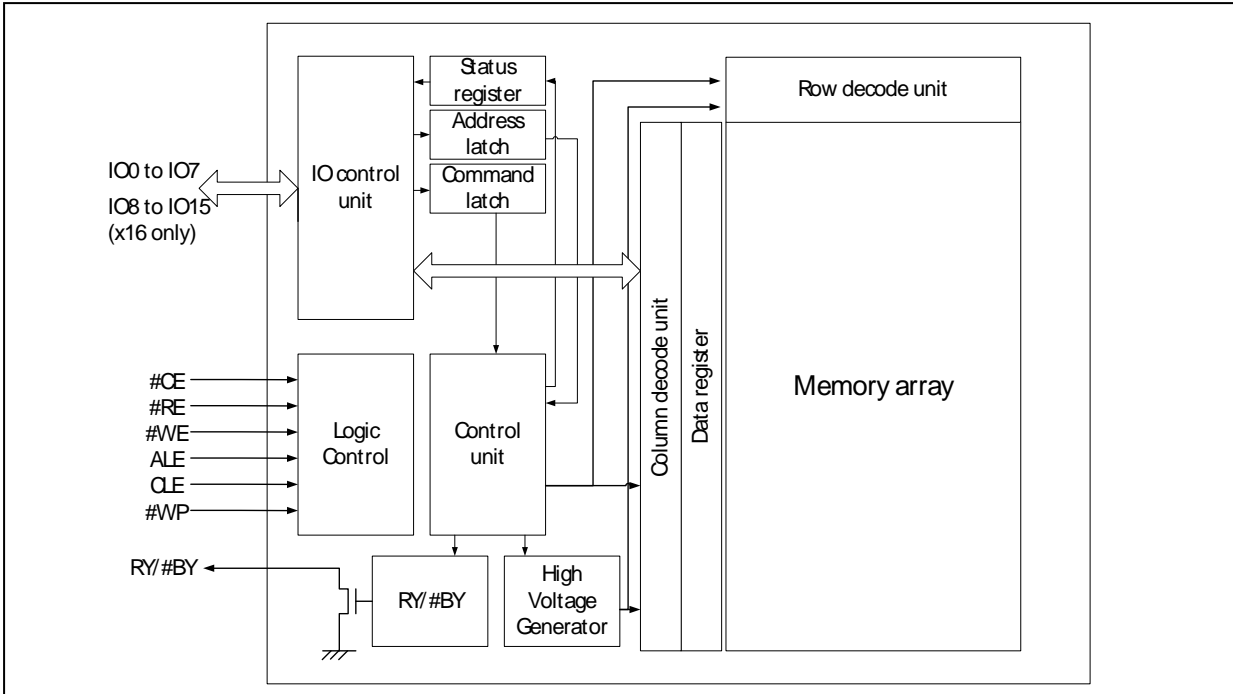 Status
register
Row decode unit
Address
latch
IO0 to IO7
IO control
unit
Command
latch
IO8 to IO15
(x16 only)
Column decode unit
Data register
Memory array
#CE
#RE
#WE
ALE
CLE
#WP
Logic
Control
Control
unit
RY/#BY
RY/#BY
High
Voltage
Generator